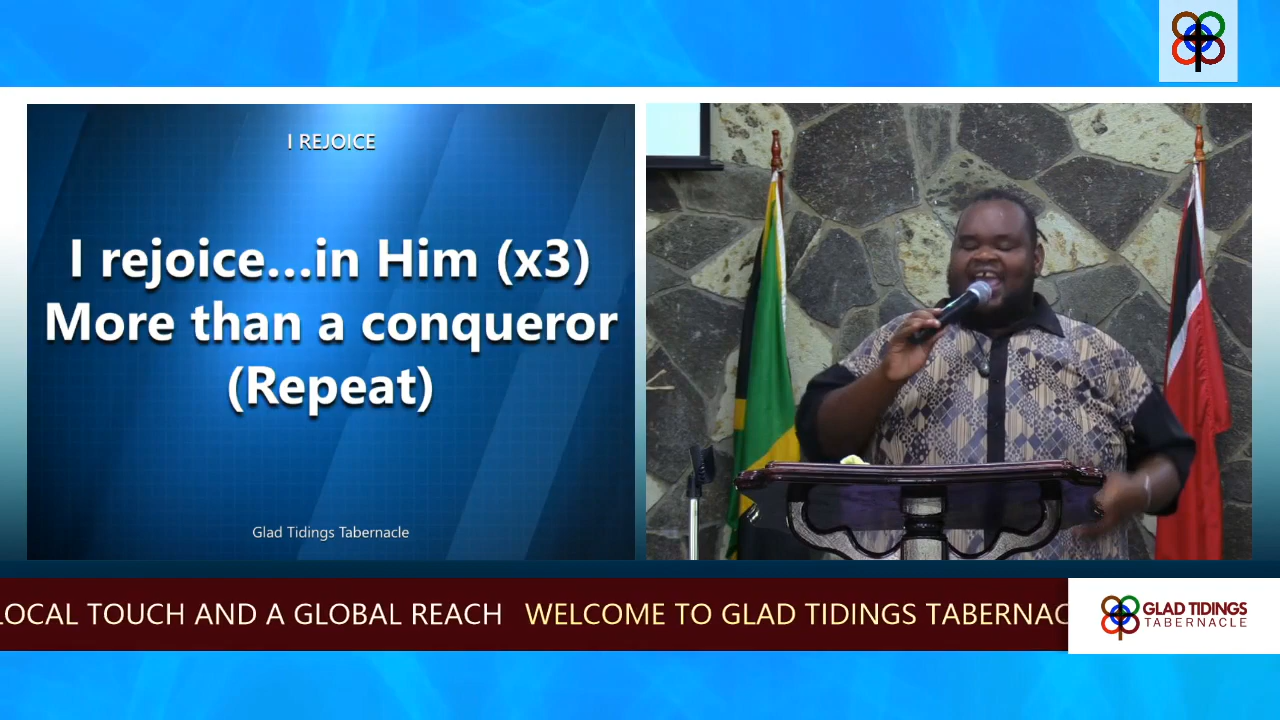 I REJOICE
I rejoice...in Him (x3)
More than a conqueror
(Repeat)
Glad Tidings Tabernacle
LOCAL TOUCH AND A GLOBAL REACH WELCOME TO GLAD TIDINGS
GLAD TIDINGS
TABERNACLE